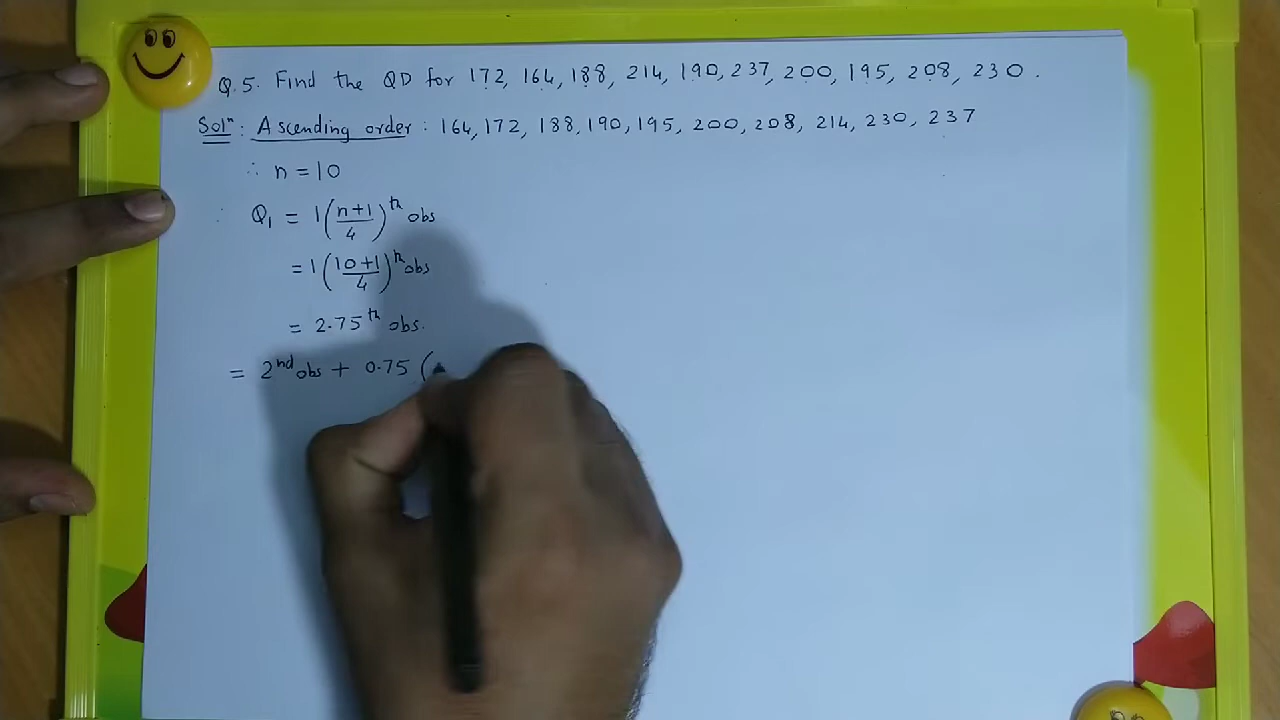 Q.5. Find the QD for 172, 164, 188, 214, 190, 237, 200, 195, 208, 230.
Solⁿ: Ascending order: 164, 172, 188, 190, 195, 200, 208, 214, 230, 237
∴ n = 10
∴ Q₁ = 1(n+1/4)ᵗʰ obs
= 1(10+1/4)ʰ obs
= 2.75ᵗʰ obs.
= 2ⁿᵈ obs + 0.75 (